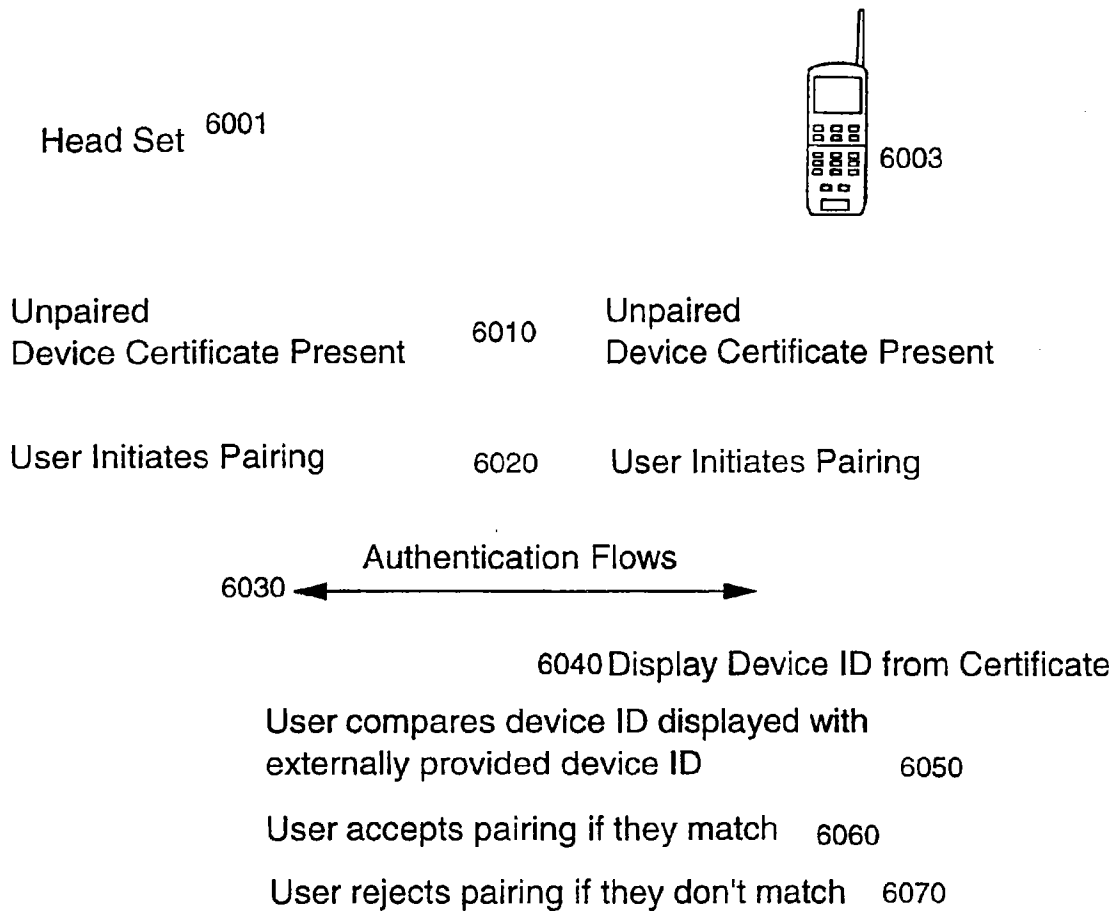 Head Set 6001
6003
Unpaired
Device Certificate Present
6010
Unpaired
Device Certificate Present
User Initiates Pairing 6020 User Initiates Pairing
Authentication Flows
6030
6040 Display Device ID from Certificate
User compares device ID displayed with
externally provided device ID 6050
User accepts pairing if they match 6060
User rejects pairing if they don't match 6070